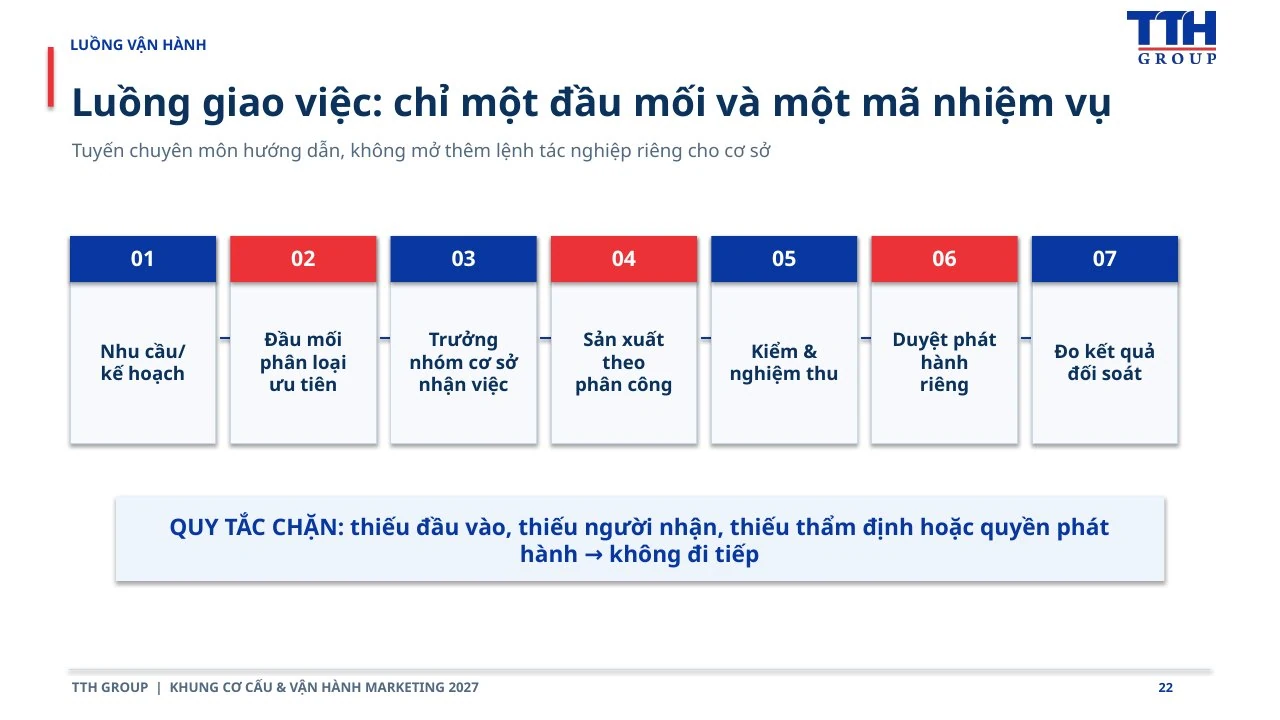 LUỒNG VẬN HÀNH
TTH
GROUP
Luồng giao việc: chỉ một đầu mối và một mã nhiệm vụ
Tuyến chuyên môn hướng dẫn, không mở thêm lệnh tác nghiệp riêng cho cơ sở
01
Nhu cầu/
kế hoạch
02
Đầu mối
phân loại
ưu tiên
03
Trưởng
nhóm cơ sở
nhận việc
04
Sản xuất
theo
phân công
05
Kiểm &
nghiệm thu
06
Duyệt phát
hành
riêng
07
Đo kết quả
đối soát
QUY TẮC CHẶN: thiếu đầu vào, thiếu người nhận, thiếu thẩm định hoặc quyền phát
hành → không đi tiếp
TTH GROUP | KHUNG CƠ CẤU & VẬN HÀNH MARKETING 2027
22